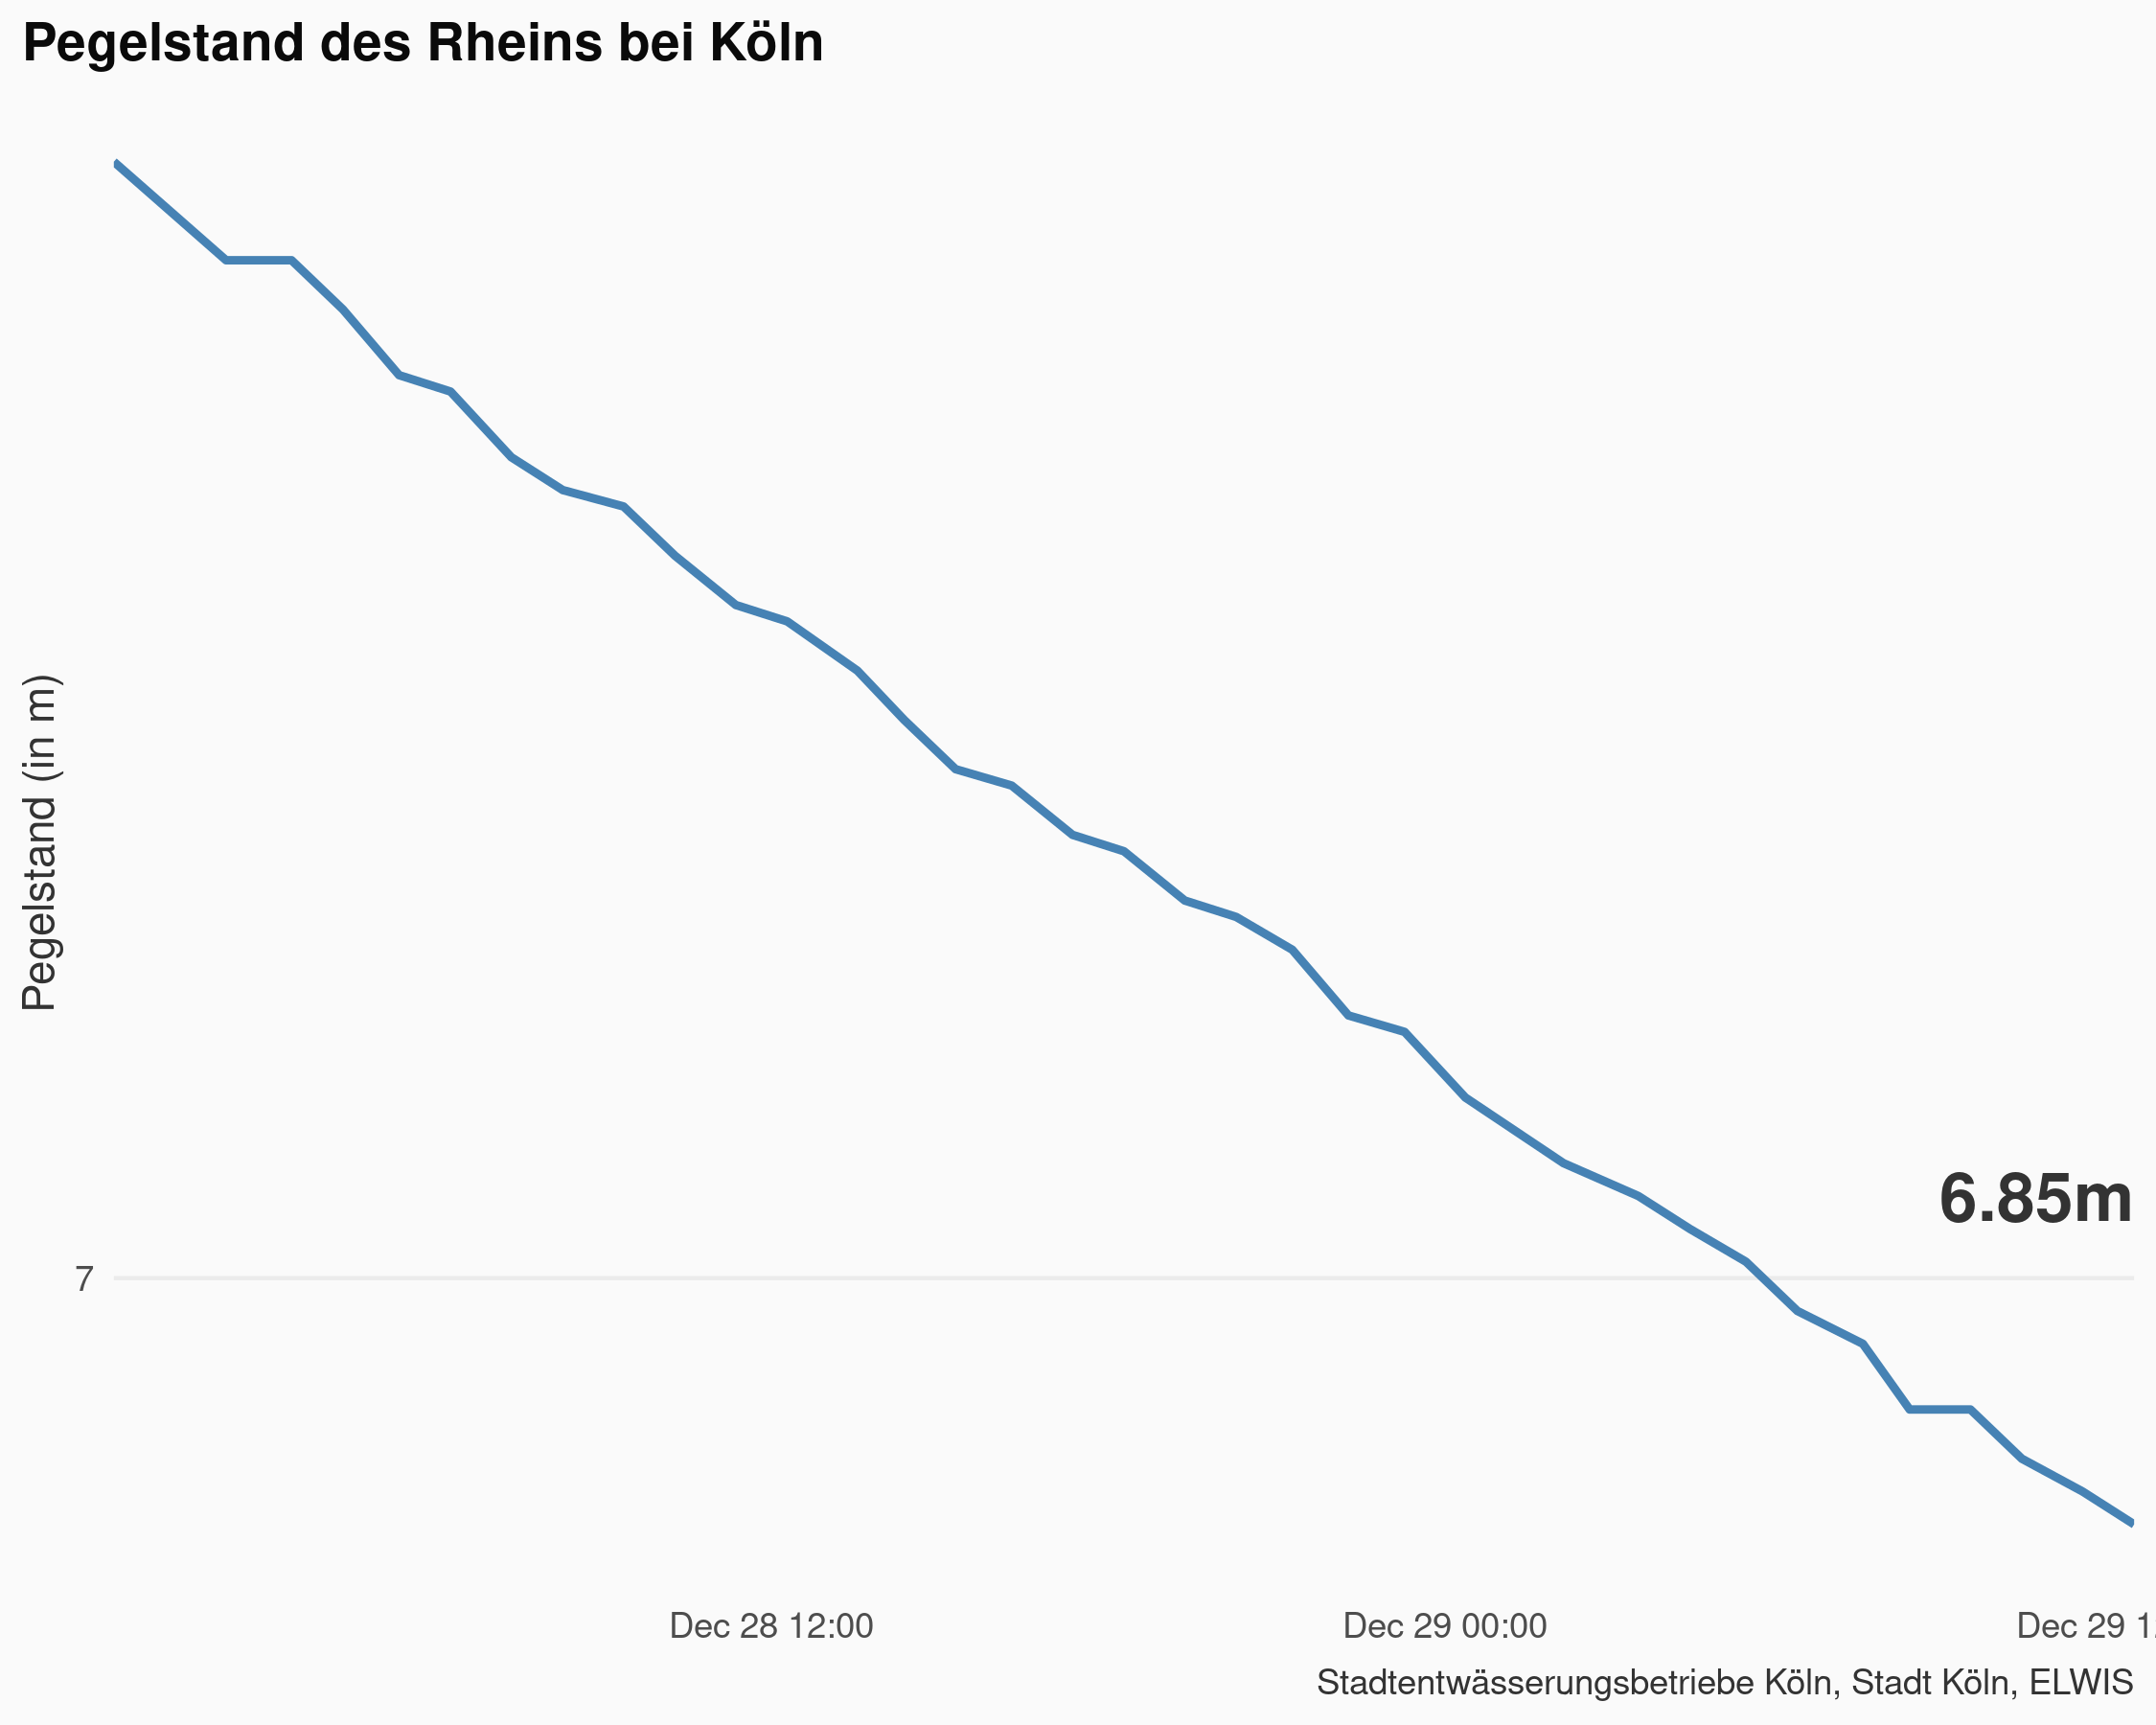 Pegelstand des Rheins bei Köln
Pegelstand (in m)
6.85m
7
Dec 28 12:00
Dec 29 00:00
Dec 29 1
Stadtentwässerungsbetriebe Köln, Stadt Köln, ELWIS